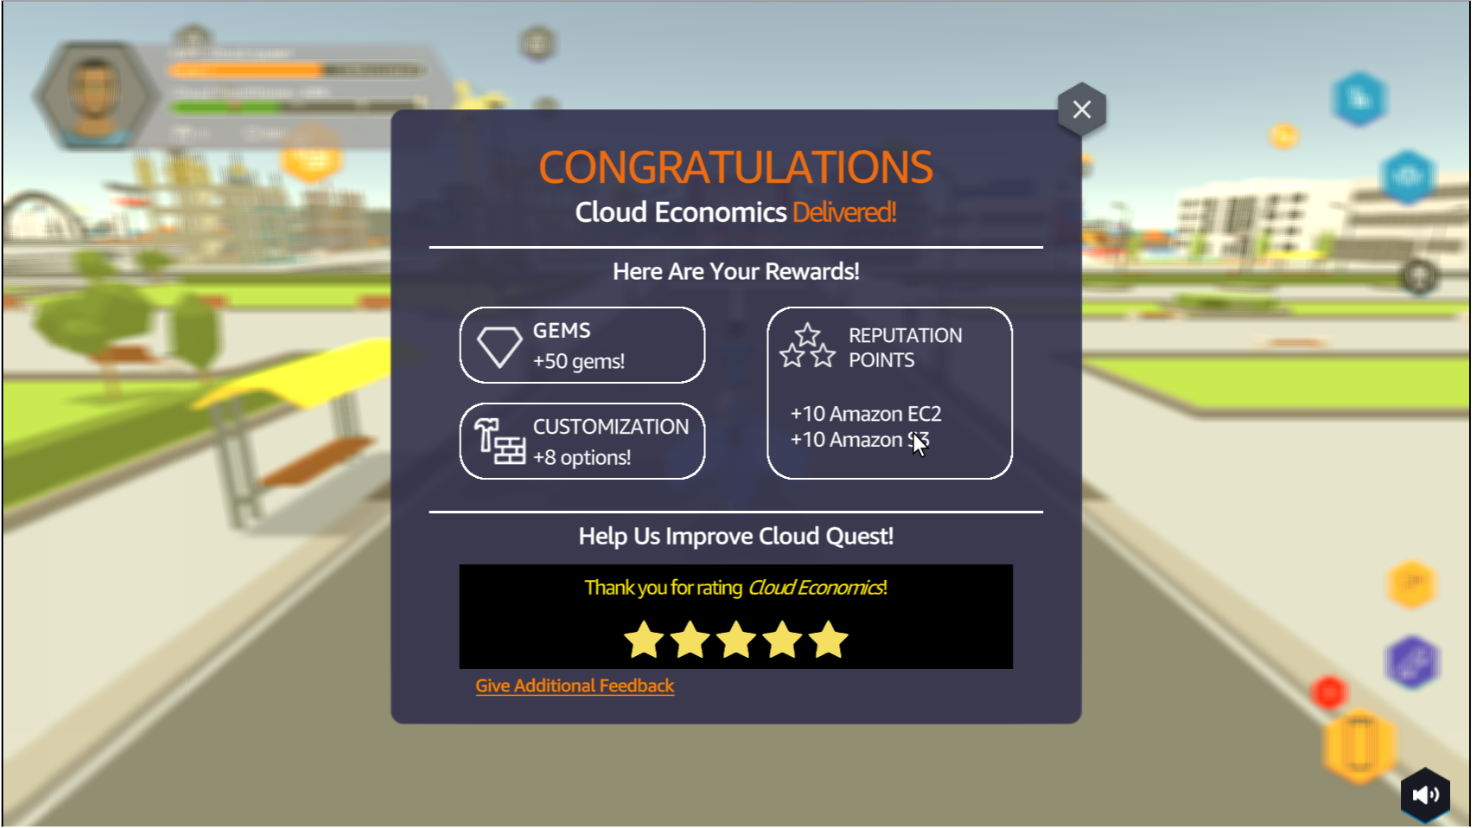 CONGRATULATIONS
Cloud Economics Delivered!
Here Are Your Rewards!
GEMS
+50 gems!
CUSTOMIZATION
+8 options!
REPUTATION
POINTS
+10 Amazon EC2
+10 Amazon S3
Help Us Improve Cloud Quest!
Thank you for rating Cloud Economics!
Give Additional Feedback